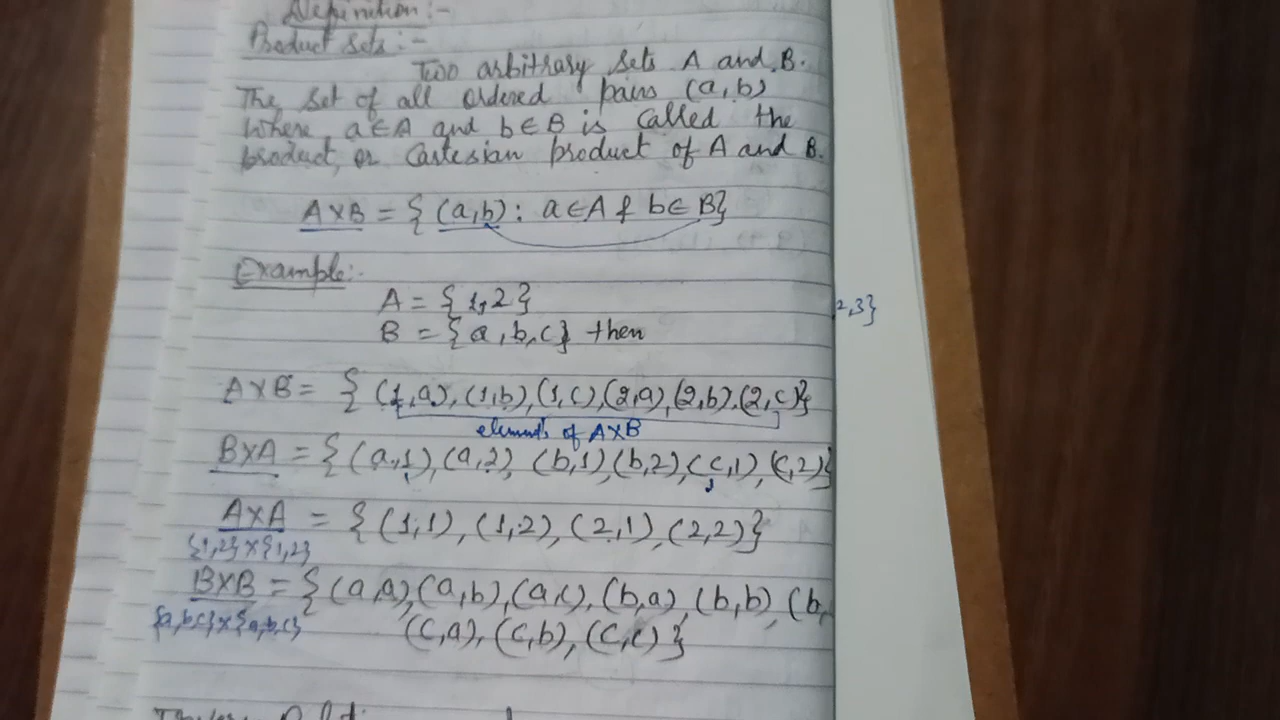 Definition:-
Product Sets:-
Two arbitrary sets A and B.
The set of all ordered pairs (a,b)
Where a∈A and b∈B is called the
product, or Cartesian product of A and B.
A×B = {(a,b): a∈A & b∈B}
Example:-
A = {1,2}
2,3}
B = {a,b,c} then
A×B = {(1,a),(1,b),(1,c),(2,a),(2,b),(2,c)}
elements of A×B
B×A = {(a,1),(a,2),(b,1)(b,2),(c,1),(c,2)}
A×A = {(1,1),(1,2),(2,1),(2,2)}
{1,2}×{1,2}
B×B = {(a,a),(a,b),(a,c),(b,a),(b,b),(b,
{a,b,c}×{a,b,c}
(c,a),(c,b),(c,c)}